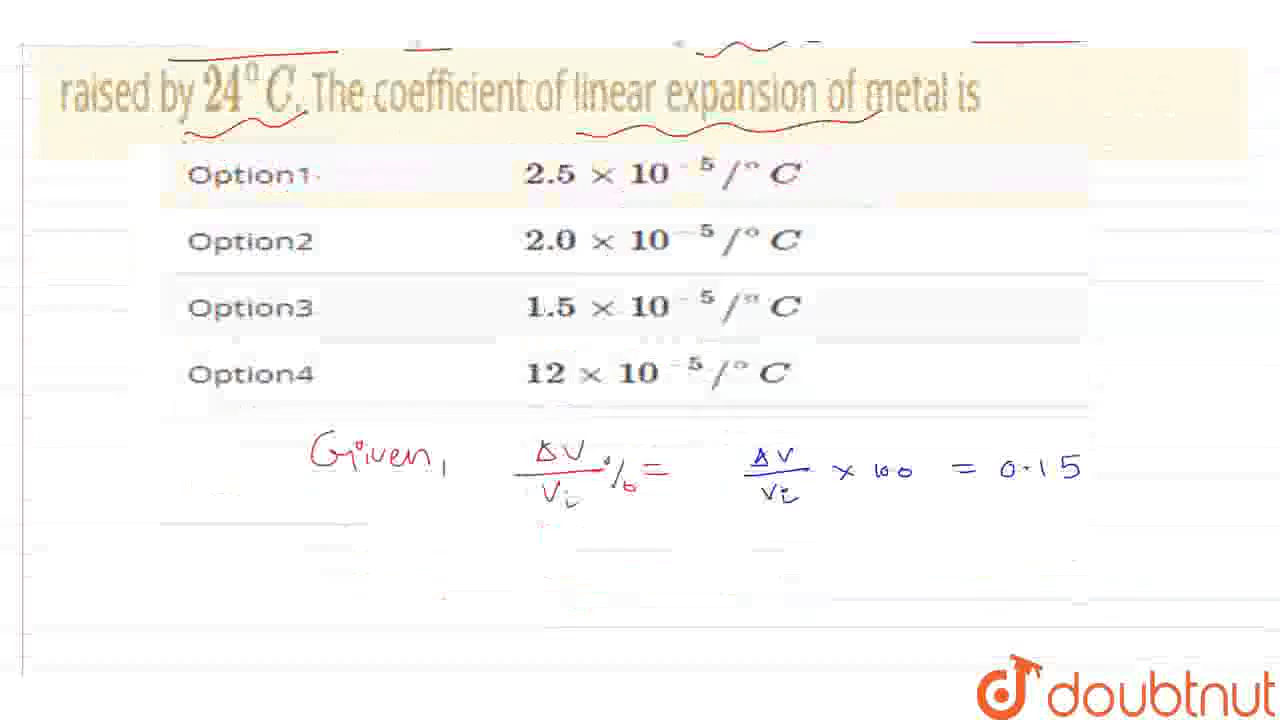 raised by 24° C. The coefficient of linear expansion of metal is
Option1 2.5 × 10⁻⁵/° C
Option2 2.0 × 10⁻⁵/° C
Option3 1.5 × 10⁻⁵/° C
Option4 12 × 10⁻⁵/° C
Given, ΔV/Vi % = ΔV/Vi × 100 = 0.15
doubtnut